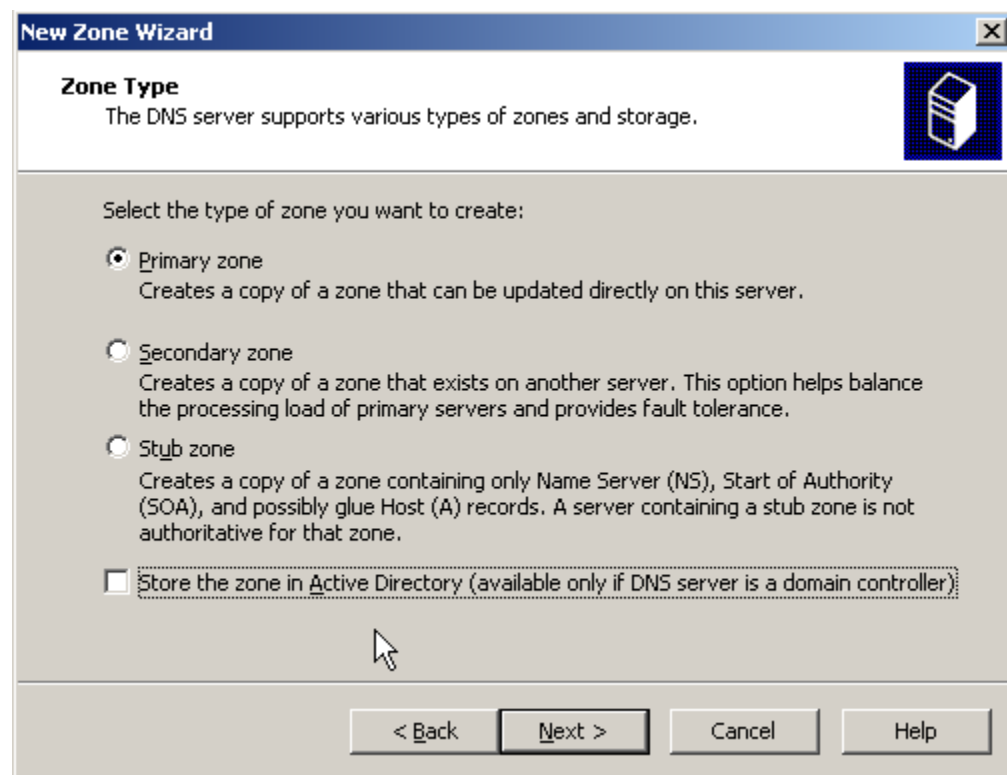 New Zone Wizard
Zone Type
The DNS server supports various types of zones and storage.
Select the type of zone you want to create:
Primary zone
Creates a copy of a zone that can be updated directly on this server.
Secondary zone
Creates a copy of a zone that exists on another server. This option helps balance
the processing load of primary servers and provides fault tolerance.
Stub zone
Creates a copy of a zone containing only Name Server (NS), Start of Authority
(SOA), and possibly glue Host (A) records. A server containing a stub zone is not
authoritative for that zone.
Store the zone in Active Directory (available only if DNS server is a domain controller)
< Back Next > Cancel Help